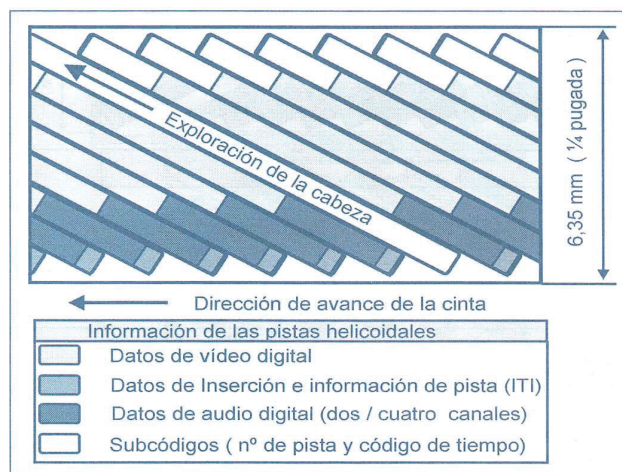 Exploración de la cabeza
6,35 mm ( ¼ pugada )
Dirección de avance de la cinta
Información de las pistas helicoidales
Datos de vídeo digital
Datos de Inserción e información de pista (ITI)
Datos de audio digital (dos / cuatro canales)
Subcódigos ( nº de pista y código de tiempo)